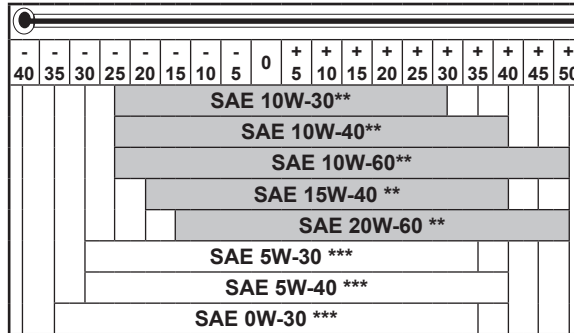 - - - - - - - - 0 + + + + + + + + + +
40 35 30 25 20 15 10 5 5 10 15 20 25 30 35 40 45 50
SAE 10W-30**
SAE 10W-40**
SAE 10W-60**
SAE 15W-40 **
SAE 20W-60 **
SAE 5W-30 ***
SAE 5W-40 ***
SAE 0W-30 ***